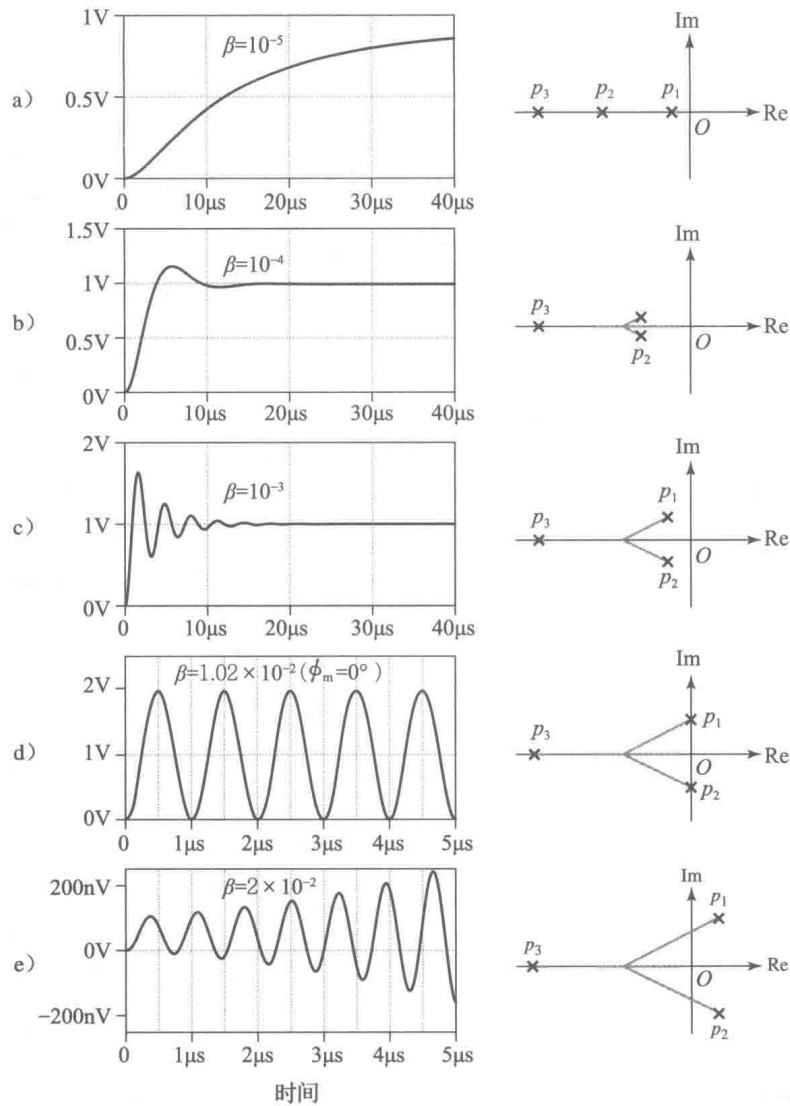 a)
1V
0.5V
0V
β=10⁻⁵
0
10μs
20μs
30μs
40μs
Im
p₃
p₂
p₁
O
Re
b)
1.5V
1V
0.5V
0V
β=10⁻⁴
0
10μs
20μs
30μs
40μs
Im
p₃
p₂
O
Re
c)
2V
1V
0V
β=10⁻³
0
10μs
20μs
30μs
40μs
Im
p₁
p₃
p₂
O
Re
d)
2V
1V
0V
β=1.02×10⁻²(ϕₘ=0°)
0
1μs
2μs
3μs
4μs
5μs
Im
p₁
p₃
O
p₂
Re
e)
200nV
0V
−200nV
β=2×10⁻²
0
1μs
2μs
3μs
4μs
5μs
时间
Im
p₁
p₃
O
Re
p₂